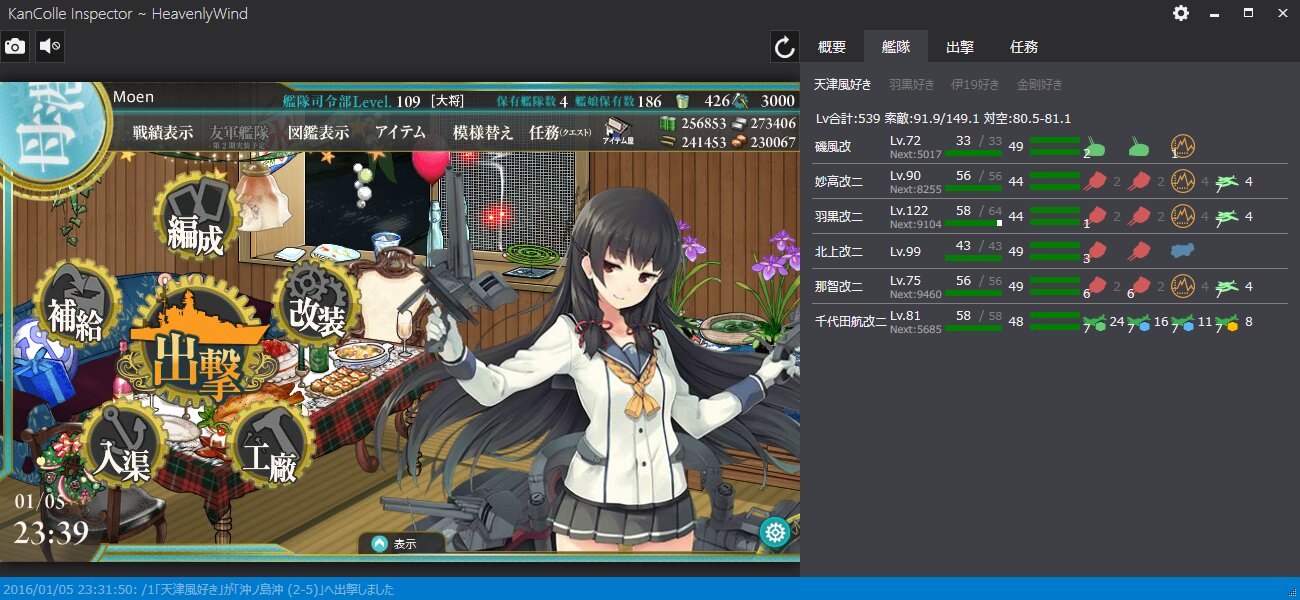 KanColle Inspector ~ HeavenlyWind
概要 艦隊 出撃 任務
母港
Moen
艦隊司令部Level. 109 [大将] 保有艦隊数 4 艦娘保有数 186 426 3000
戦績表示 友軍艦隊 図鑑表示 アイテム 模様替え 任務(クエスト) アイテム屋
第2期実装予定
256853 273406
241453 230067
編成
補給
改装
出撃
入渠
工廠
01/05
23:39
表示
天津風好き 羽黒好き 伊19好き 金剛好き
Lv合計:539 索敵:91.9/149.1 対空:80.5-81.1
磯風改 Lv.72 33 / 33 49 2 1
Next:5017
妙高改二 Lv.90 56 / 56 44 2 2 4 7 4
Next:8255
羽黒改二 Lv.122 58 / 64 44 1 2 2 4 7 4
Next:9104
北上改二 Lv.99 43 / 43 49 3
那智改二 Lv.75 56 / 56 49 6 2 6 2 4 7 4
Next:9460
千代田航改二 Lv.81 58 / 58 48 7 24 7 16 7 11 7 8
Next:5685
2016/01/05 23:31:50: /1「天津風好き」が「沖ノ島沖 (2-5)」へ出撃しました